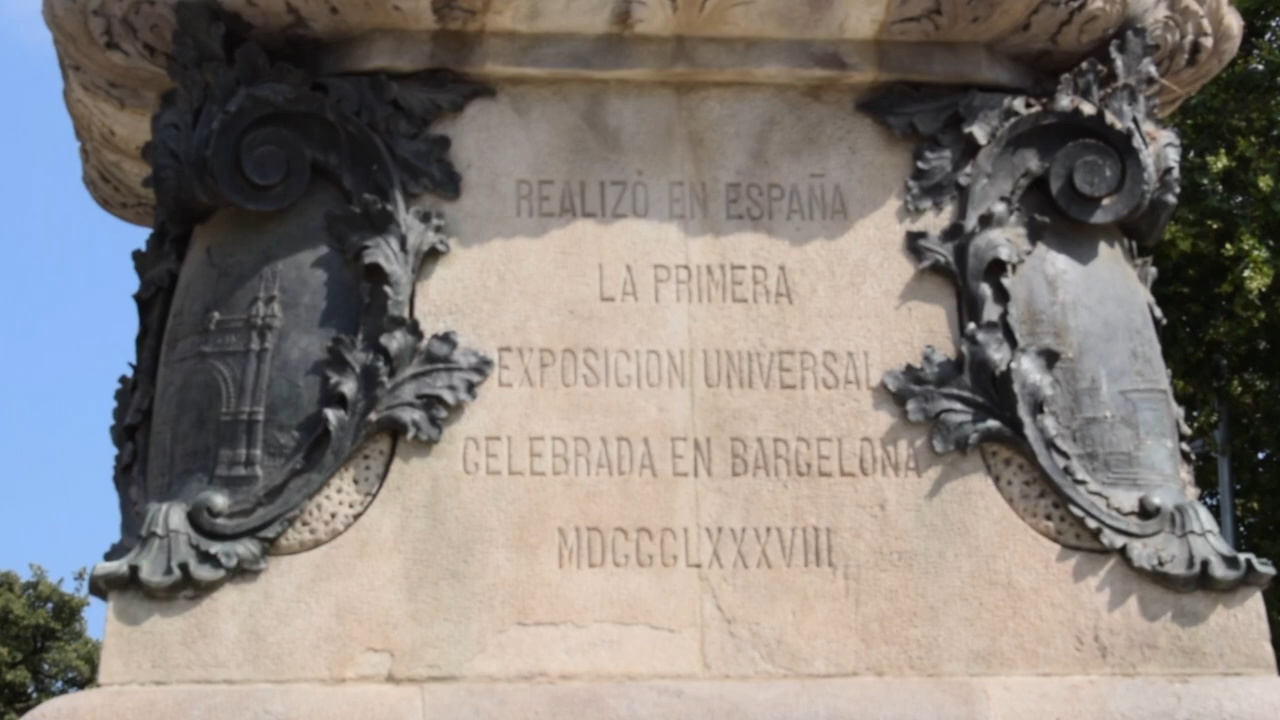 REALIZÓ EN ESPAÑA
LA PRIMERA
EXPOSICION UNIVERSAL
CELEBRADA EN BARCELONA
MDCCCLXXXVIII